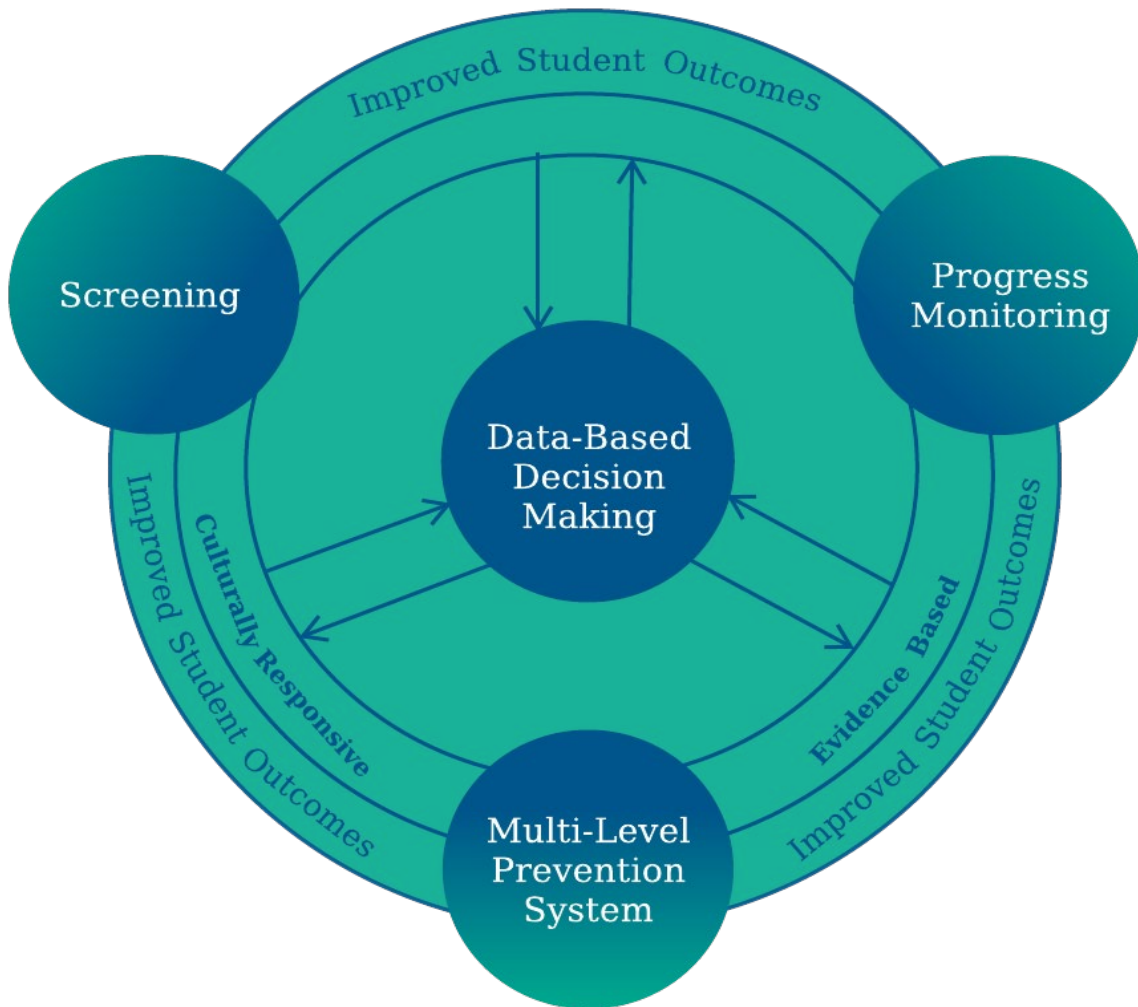 Improved Student Outcomes
Screening
Progress
Monitoring
Data-Based
Decision
Making
Improved Student Outcomes
Culturally Responsive
Evidence Based
Improved Student Outcomes
Multi-Level
Prevention
System